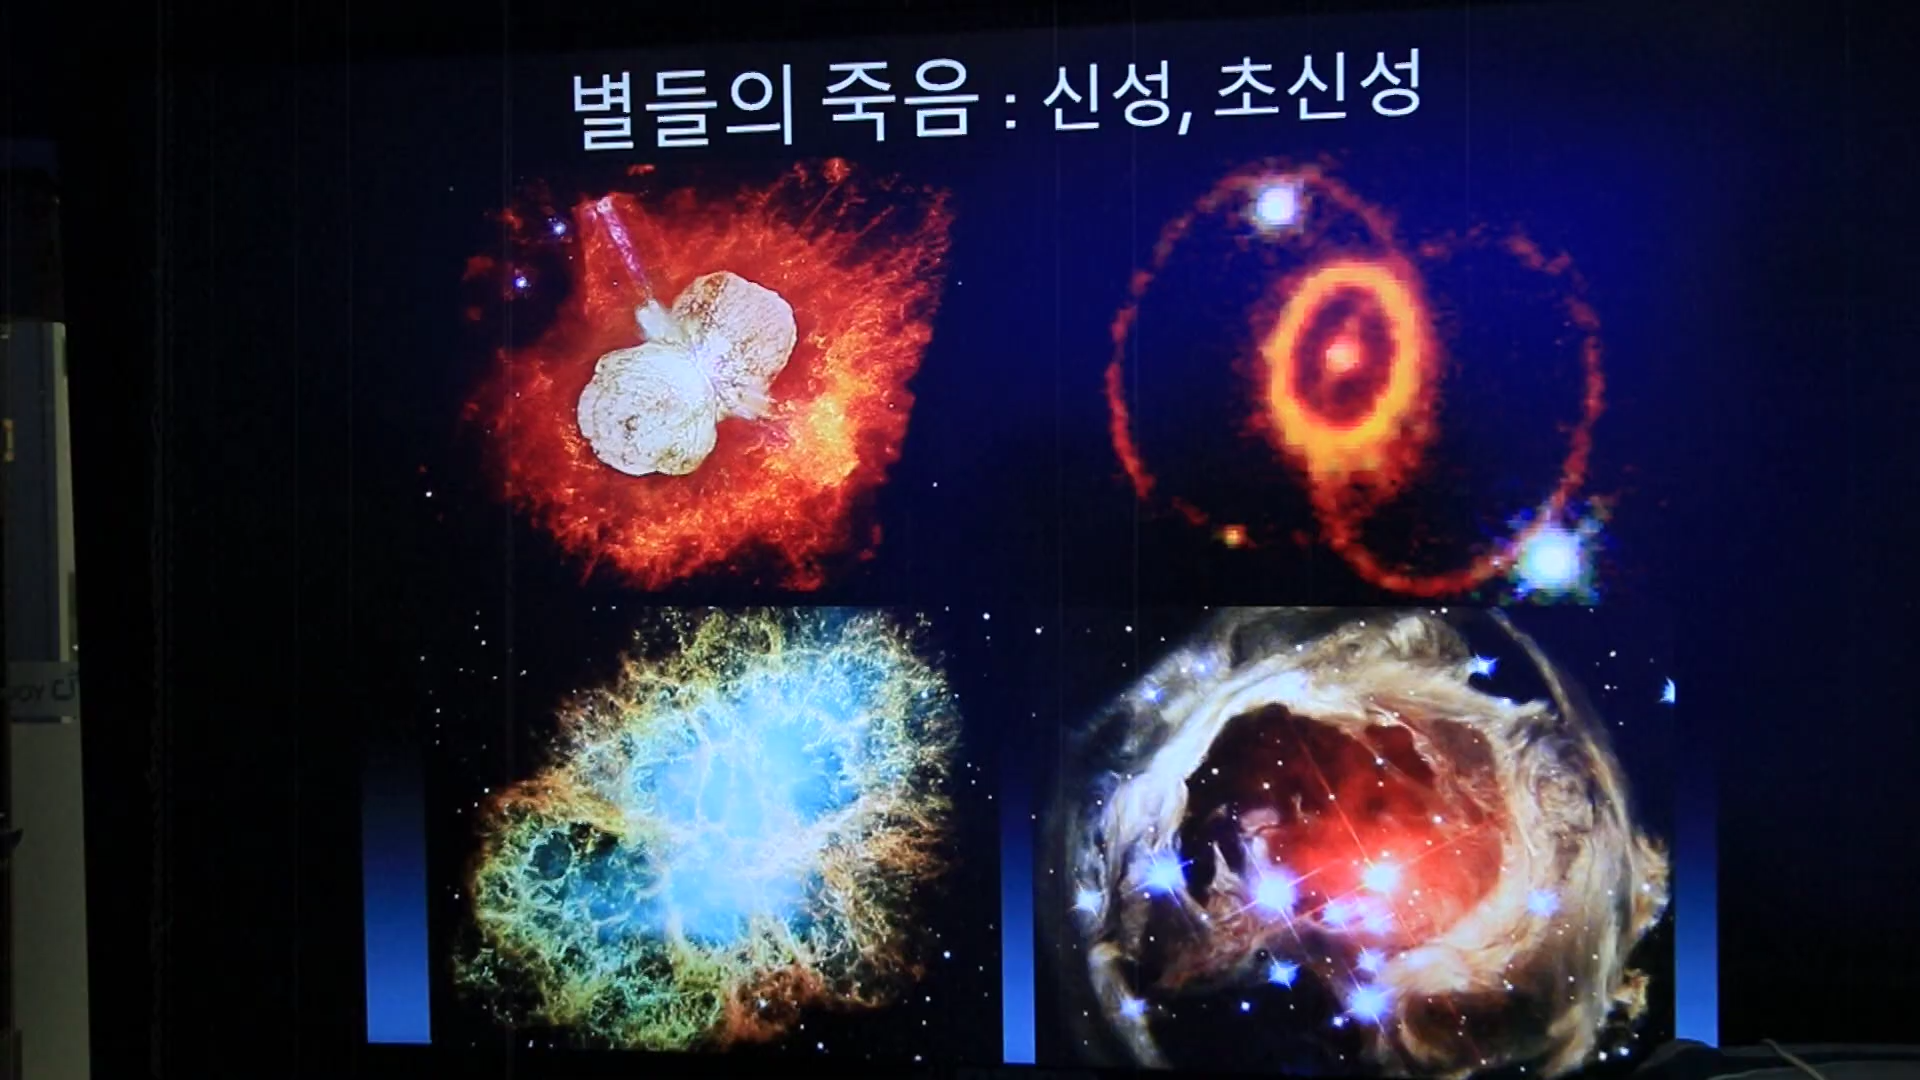 별들의 죽음 : 신성, 초신성